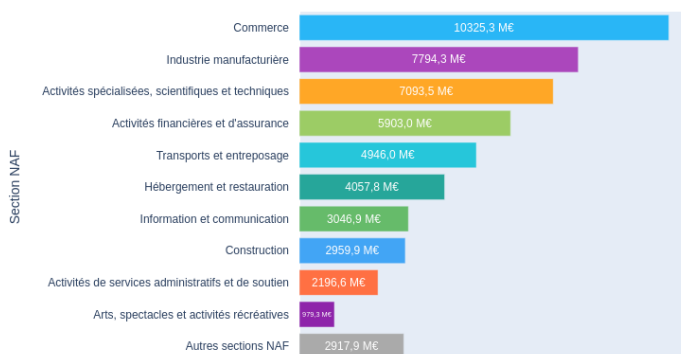 Section NAF
Commerce 10325,3 M€
Industrie manufacturière 7794,3 M€
Activités spécialisées, scientifiques et techniques 7093,5 M€
Activités financières et d'assurance 5903,0 M€
Transports et entreposage 4946,0 M€
Hébergement et restauration 4057,8 M€
Information et communication 3046,9 M€
Construction 2959,9 M€
Activités de services administratifs et de soutien 2196,6 M€
Arts, spectacles et activités récréatives 979,3 M€
Autres sections NAF 2917,9 M€